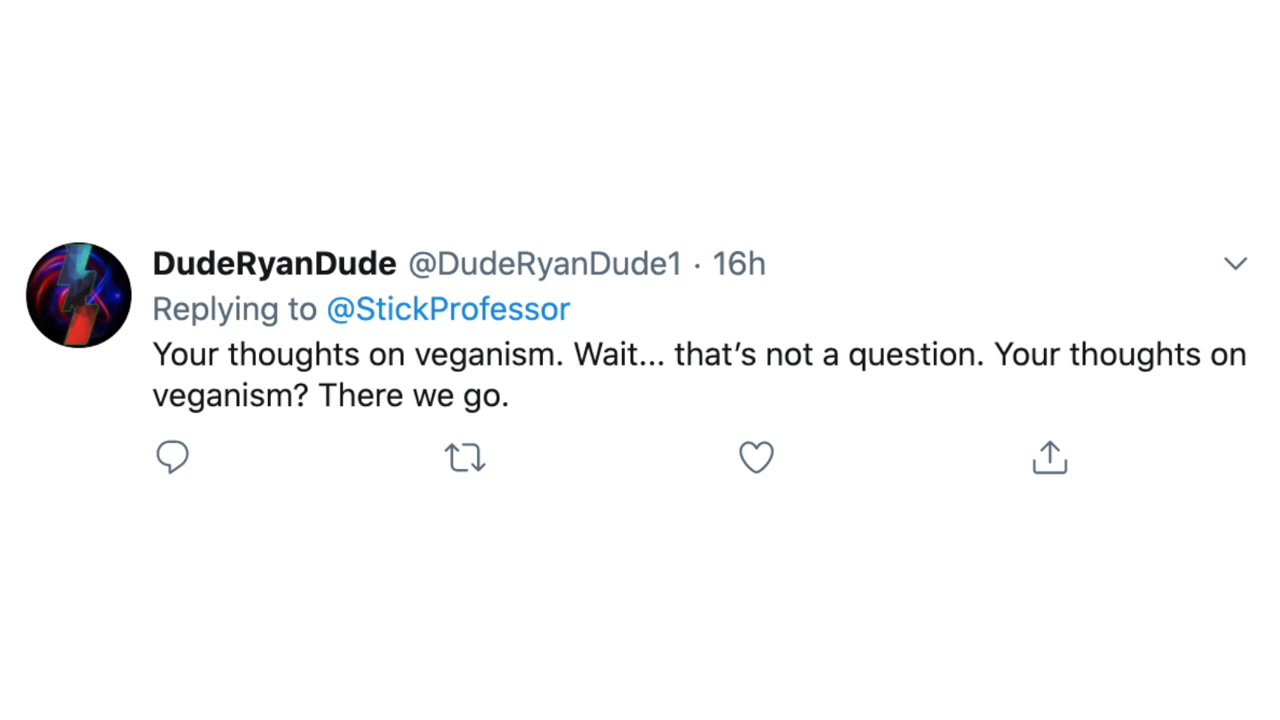 DudeRyanDude @DudeRyanDude1 · 16h
Replying to @StickProfessor
Your thoughts on veganism. Wait... that’s not a question. Your thoughts on
veganism? There we go.